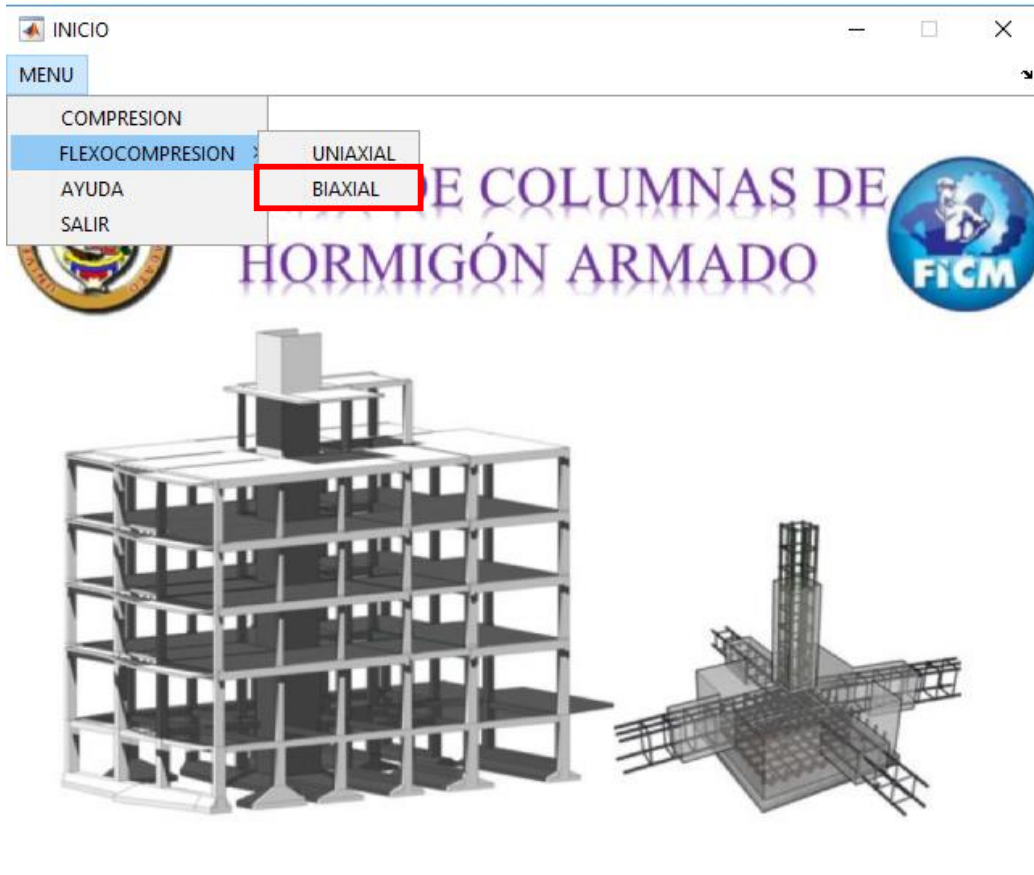 INICIO
MENU
COMPRESION
FLEXOCOMPRESION >
UNIAXIAL
AYUDA
BIAXIAL
SALIR
DE COLUMNAS DE
HORMIGÓN ARMADO
FICM